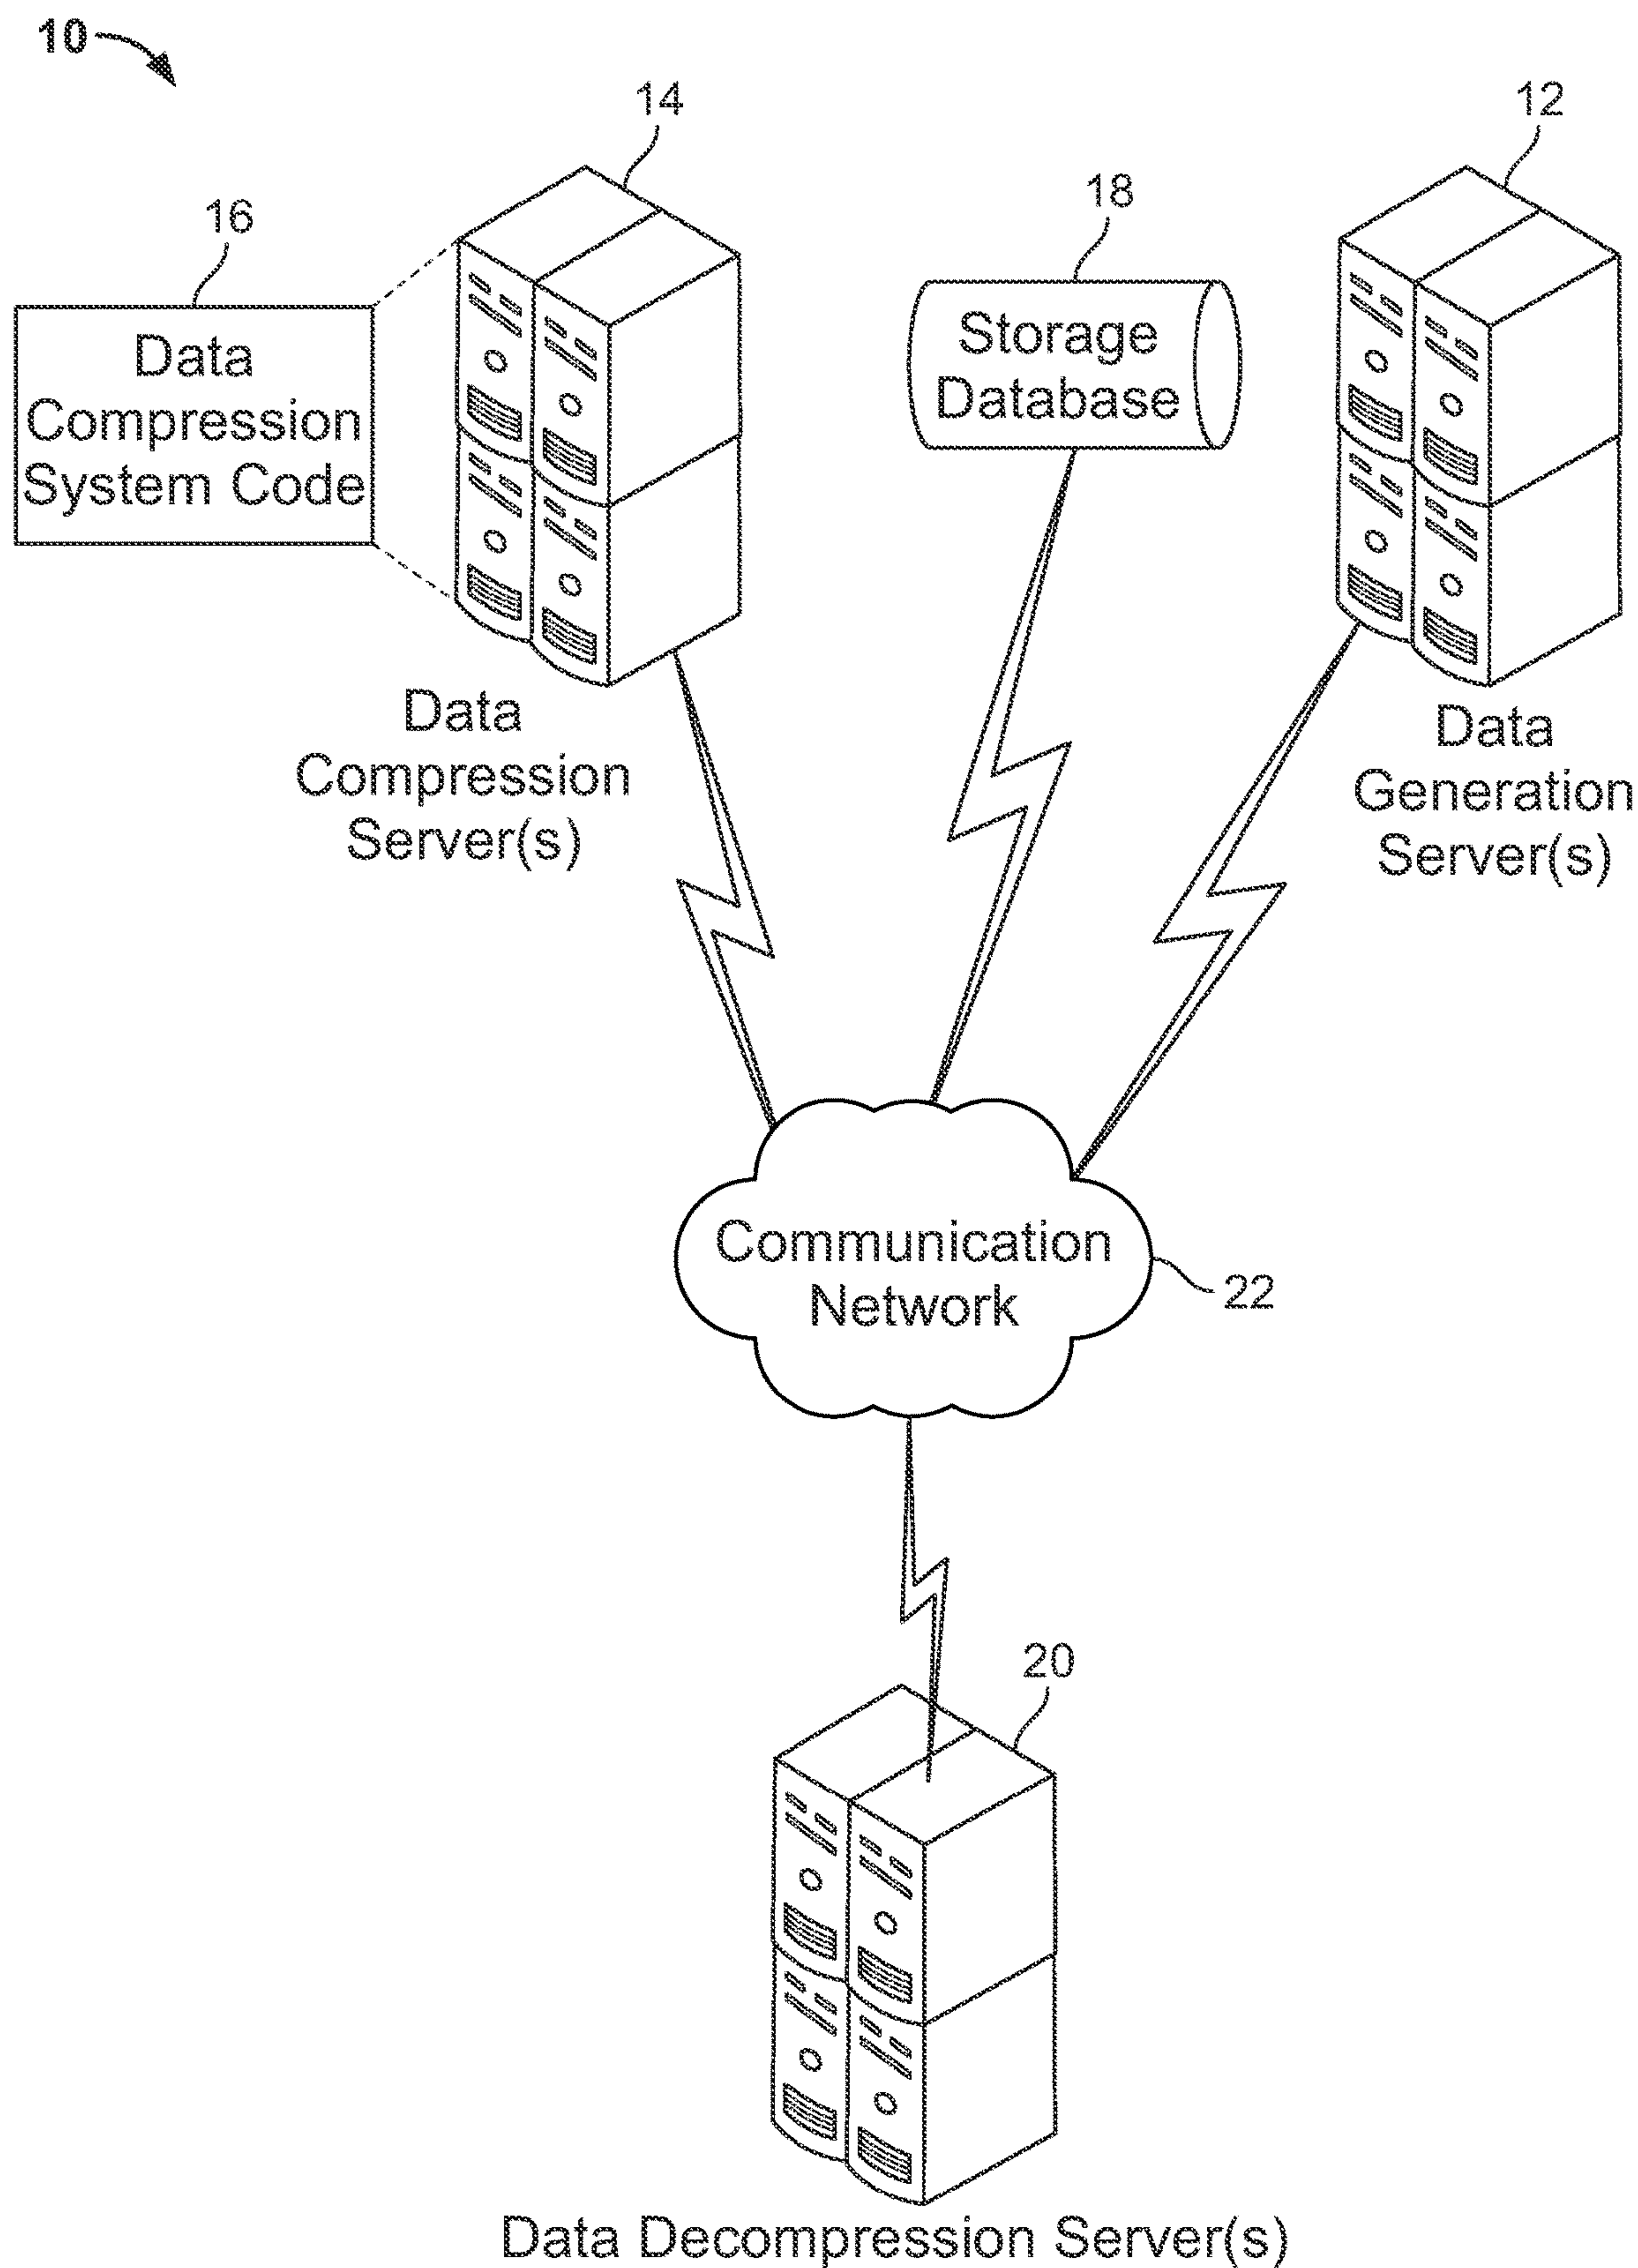 10
14
12
16
18
Data
Compression
System Code
Storage
Database
Data
Compression
Server(s)
Data
Generation
Server(s)
Communication
Network
22
20
Data Decompression Server(s)